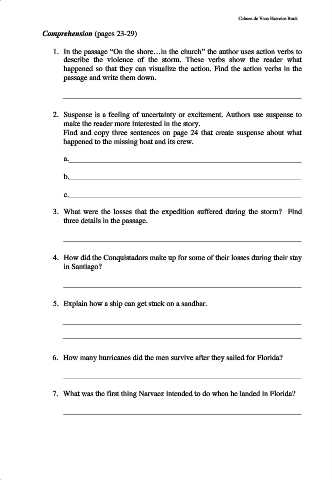 Cabeza de Vaca Narrative Book
Comprehension (pages 23-29)
1. In the passage "On the shore…in the church" the author uses action verbs to
describe the violence of the storm. These verbs show the reader what
happened so that they can visualize the action. Find the action verbs in the
passage and write them down.
2. Suspense is a feeling of uncertainty or excitement. Authors use suspense to
make the reader more interested in the story.
Find and copy three sentences on page 24 that create suspense about what
happened to the missing boat and its crew.
a.
b.
c.
3. What were the losses that the expedition suffered during the storm? Find
three details in the passage.
4. How did the Conquistadors make up for some of their losses during their stay
in Santiago?
5. Explain how a ship can get stuck on a sandbar.
6. How many hurricanes did the men survive after they sailed for Florida?
7. What was the first thing Narvaez intended to do when he landed in Florida?